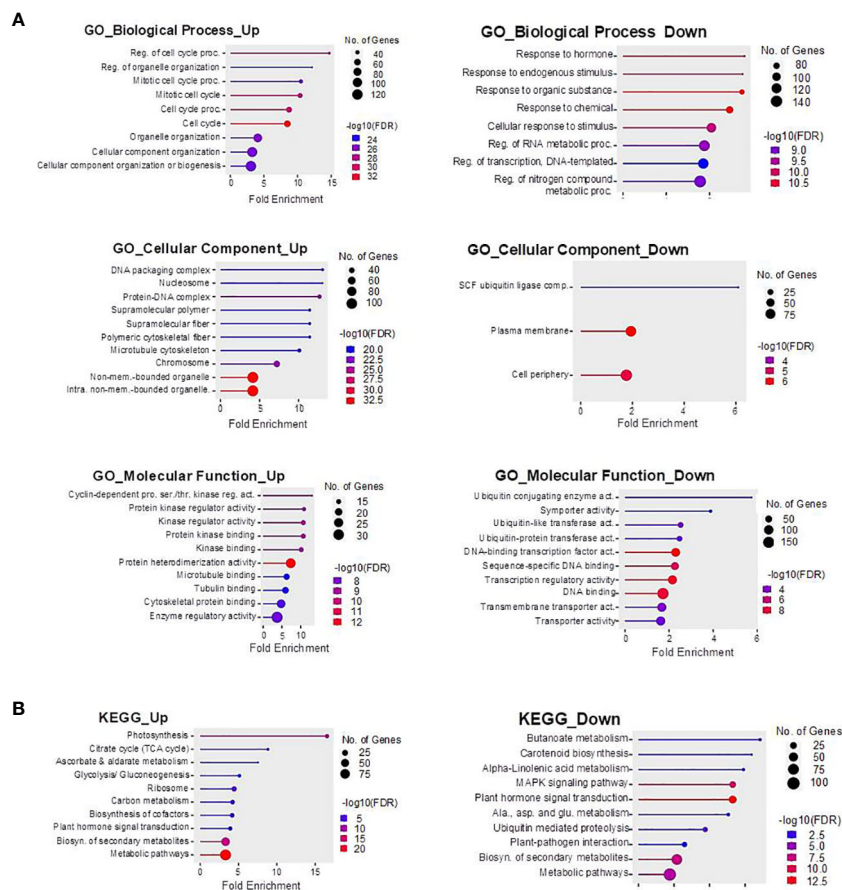 A
GO_Biological Process_Up
Reg. of cell cycle proc.
Reg. of organelle organization
Mitotic cell cycle proc.
Mitotic cell cycle
Cell cycle proc.
Cell cycle
Organelle organization
Cellular component organization
Cellular component organization or biogenesis
0 5 10 15
Fold Enrichment
No. of Genes
40
60
80
100
120
-log10(FDR)
24
26
28
30
32
GO_Biological Process_Down
Response to hormone
Response to endogenous stimulus
Response to organic substance
Response to chemical
Cellular response to stimulus
Reg. of RNA metabolic proc.
Reg. of transcription, DNA-templated
Reg. of nitrogen compound
metabolic proc.
No. of Genes
80
100
120
140
-log10(FDR)
9.0
9.5
10.0
10.5
GO_Cellular Component_Up
DNA packaging complex
Nucleosome
Protein-DNA complex
Supramolecular polymer
Supramolecular fiber
Polymeric cytoskeletal fiber
Microtubule cytoskeleton
Chromosome
Non-mem.-bounded organelle
Intra. non-mem.-bounded organelle.
0 5 10
Fold Enrichment
No. of Genes
40
60
80
100
-log10(FDR)
20.0
22.5
25.0
27.5
30.0
32.5
GO_Cellular Component_Down
SCF ubiquitin ligase comp.
Plasma membrane
Cell periphery
0 2 4 6
Fold Enrichment
No. of Genes
25
50
75
-log10(FDR)
4
5
6
GO_Molecular Function_Up
Cyclin-dependent pro. ser./thr. kinase reg. act.
Protein kinase regulator activity
Kinase regulator activity
Protein kinase binding
Kinase binding
Protein heterodimerization activity
Microtubule binding
Tubulin binding
Cytoskeletal protein binding
Enzyme regulatory activity
0 5 10
Fold Enrichment
No. of Genes
15
20
25
30
-log10(FDR)
8
9
10
11
12
GO_Molecular Function_Down
Ubiquitin conjugating enzyme act.
Symporter activity
Ubiquitin-like transferase act.
Ubiquitin-protein transferase act.
DNA-binding transcription factor act.
Sequence-specific DNA binding
Transcription regulatory activity
DNA binding
Transmembrane transporter act.
Transporter activity
0 2 4 6
Fold Enrichment
No. of Genes
50
100
150
-log10(FDR)
4
6
8
B
KEGG_Up
Photosynthesis
Citrate cycle (TCA cycle)
Ascorbate & aldarate metabolism
Glycolysis/ Gluconeogenesis
Ribosome
Carbon metabolism
Biosynthesis of cofactors
Plant hormone signal transduction
Biosyn. of secondary metabolites
Metabolic pathways
0 5 10 15
Fold Enrichment
No. of Genes
25
50
75
-log10(FDR)
5
10
15
20
KEGG_Down
Butanoate metabolism
Carotenoid biosynthesis
Alpha-Linolenic acid metabolism
MAPK signaling pathway
Plant hormone signal transduction
Ala., asp. and glu. metabolism
Ubiquitin mediated proteolysis
Plant-pathogen interaction
Biosyn. of secondary metabolites
Metabolic pathways
No. of Genes
25
50
75
100
-log10(FDR)
2.5
5.0
7.5
10.0
12.5